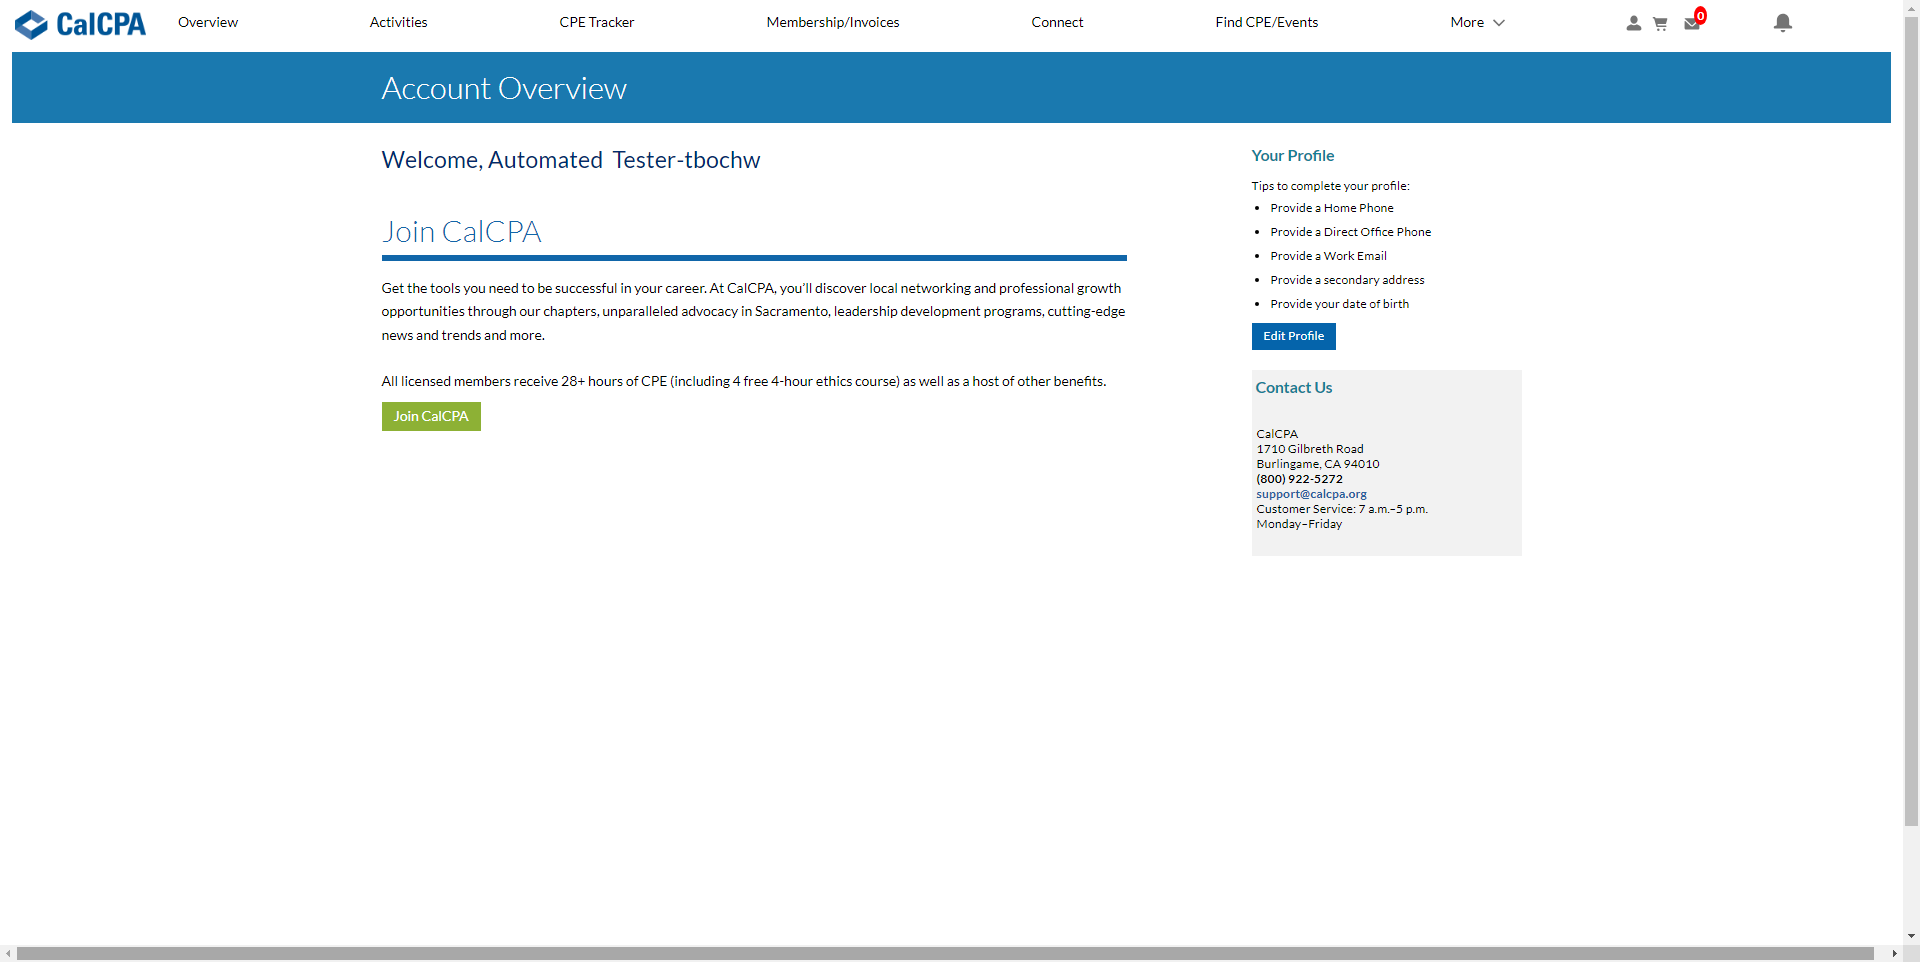 CalCPA
Overview
Activities
CPE Tracker
Membership/Invoices
Connect
Find CPE/Events
More
0
Account Overview
Welcome, Automated Tester-tbochw
Join CalCPA
Get the tools you need to be successful in your career. At CalCPA, you’ll discover local networking and professional growth
opportunities through our chapters, unparalleled advocacy in Sacramento, leadership development programs, cutting-edge
news and trends and more.
All licensed members receive 28+ hours of CPE (including 4 free 4-hour ethics course) as well as a host of other benefits.
Join CalCPA
Your Profile
Tips to complete your profile:
Provide a Home Phone
Provide a Direct Office Phone
Provide a Work Email
Provide a secondary address
Provide your date of birth
Edit Profile
Contact Us
CalCPA
1710 Gilbreth Road
Burlingame, CA 94010
(800) 922-5272
support@calcpa.org
Customer Service: 7 a.m.–5 p.m.
Monday–Friday